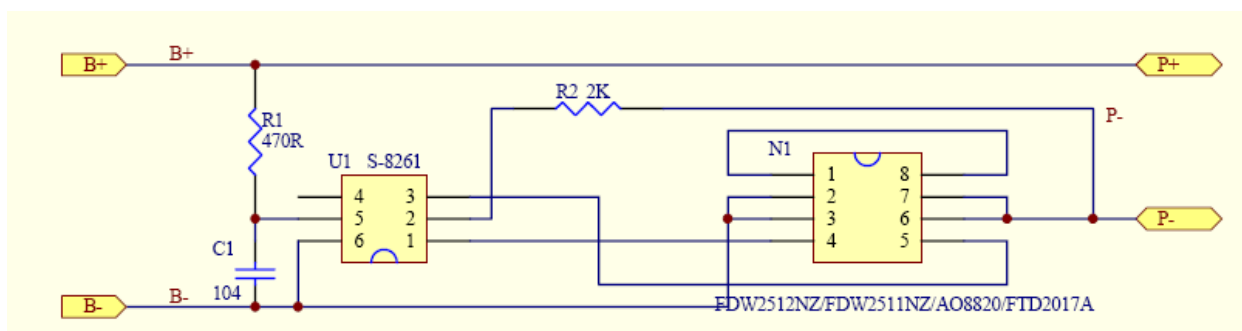 B+
B+
P+
R2 2K
P-
R1
470R
N1
U1 S-8261
1 8
4 3
2 7
5 2
3 6
P-
6 1
4 5
C1
104
B-
B-
FDW2512NZ/FDW2511NZ/AO8820/FTD2017A